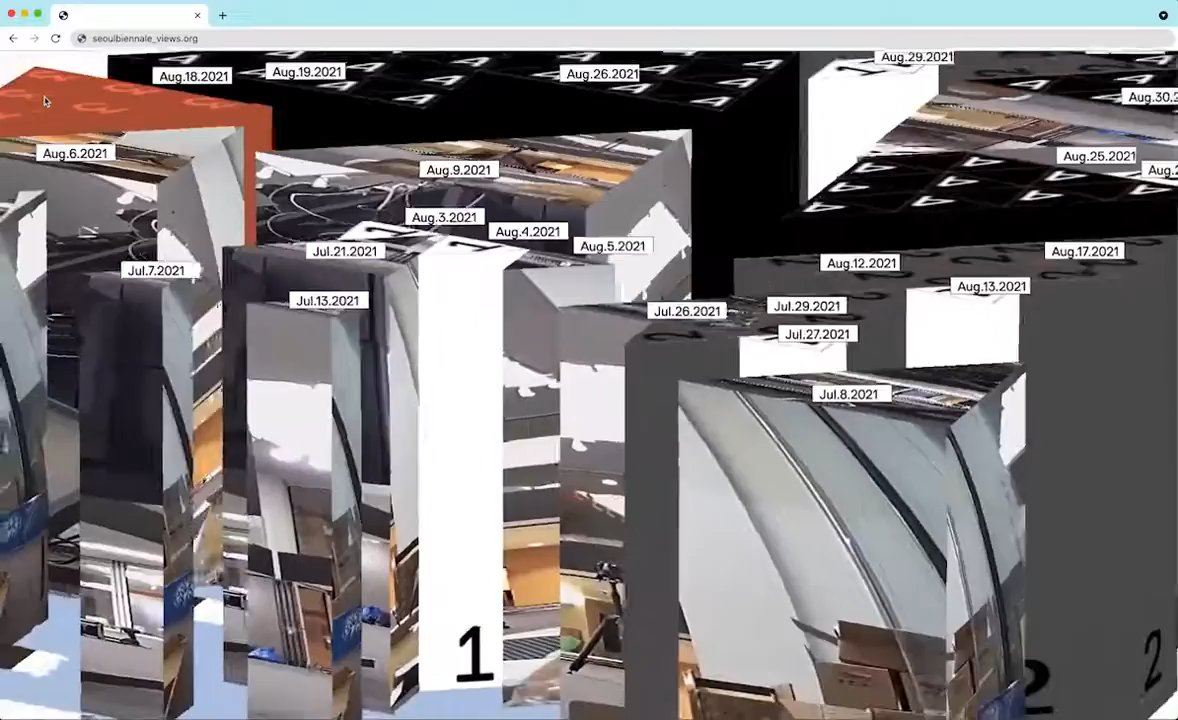 seoulbiennale_views.org
Aug.29.2021
Aug.18.2021
Aug.19.2021
Aug.26.2021
Aug.30.2
Aug.6.2021
Aug.25.2021
Aug.9.2021
Aug.2
Aug.3.2021
Aug.4.2021
Aug.5.2021
Jul.21.2021
Aug.17.2021
Aug.12.2021
Jul.7.2021
Aug.13.2021
Jul.13.2021
Jul.26.2021
Jul.29.2021
Jul.27.2021
Jul.8.2021
1
2
2